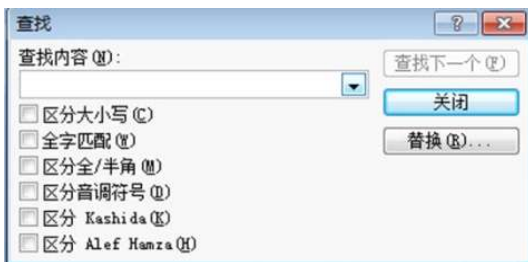 查找
查找内容(N):
查找下一个(F)
关闭
区分大小写(C)
全字匹配(W)
替换(R)...
区分全/半角(M)
区分音调符号(D)
区分 Kashida(K)
区分 Alef Hamza(H)